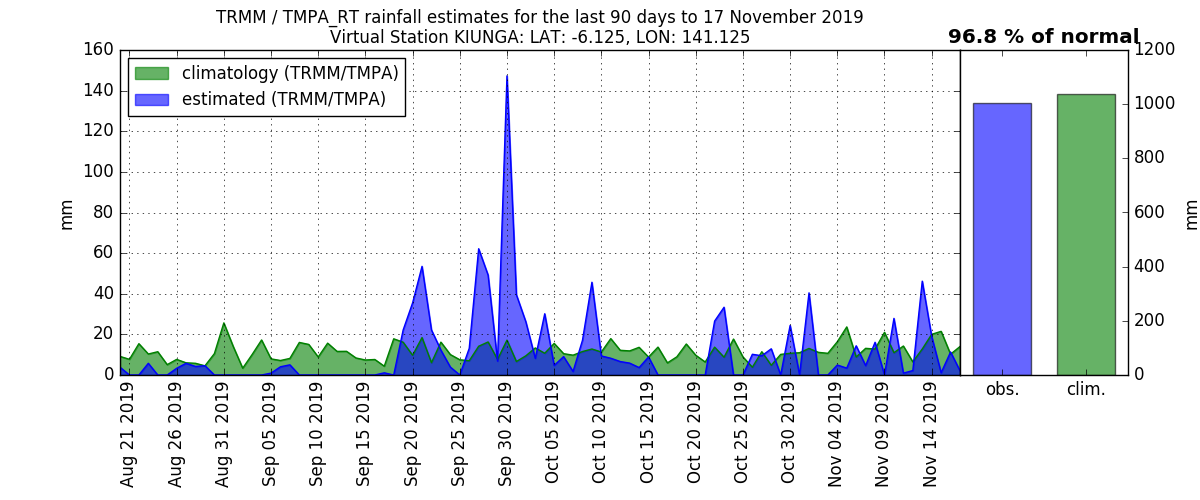 TRMM / TMPA_RT rainfall estimates for the last 90 days to 17 November 2019
Virtual Station KIUNGA: LAT: -6.125, LON: 141.125
96.8 % of normal
climatology (TRMM/TMPA)
estimated (TRMM/TMPA)
mm
160
140
120
100
80
60
40
20
0
Aug 21 2019
Aug 26 2019
Aug 31 2019
Sep 05 2019
Sep 10 2019
Sep 15 2019
Sep 20 2019
Sep 25 2019
Sep 30 2019
Oct 05 2019
Oct 10 2019
Oct 15 2019
Oct 20 2019
Oct 25 2019
Oct 30 2019
Nov 04 2019
Nov 09 2019
Nov 14 2019
obs.
clim.
1200
1000
800
600
400
200
0
mm